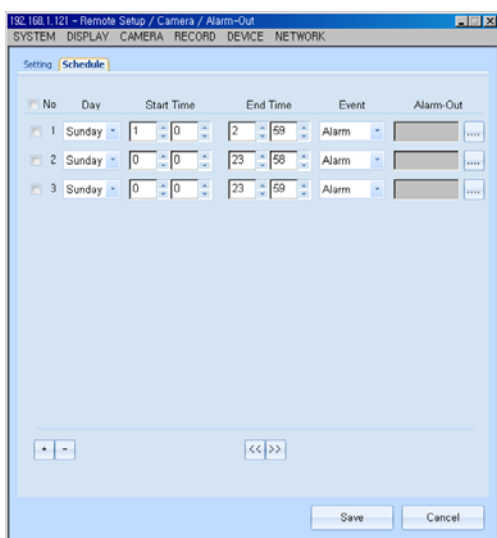 192.168.1.121 - Remote Setup / Camera / Alarm-Out
SYSTEM DISPLAY CAMERA RECORD DEVICE NETWORK
Setting Schedule
No Day Start Time End Time Event Alarm-Out
1 Sunday 1 0 2 59 Alarm ....
2 Sunday 0 0 23 58 Alarm ....
3 Sunday 0 0 23 59 Alarm ....
+ - << >>
Save Cancel